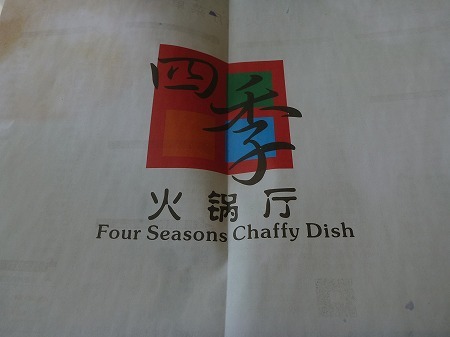 四季
火锅厅
Four Seasons Chaffy Dish